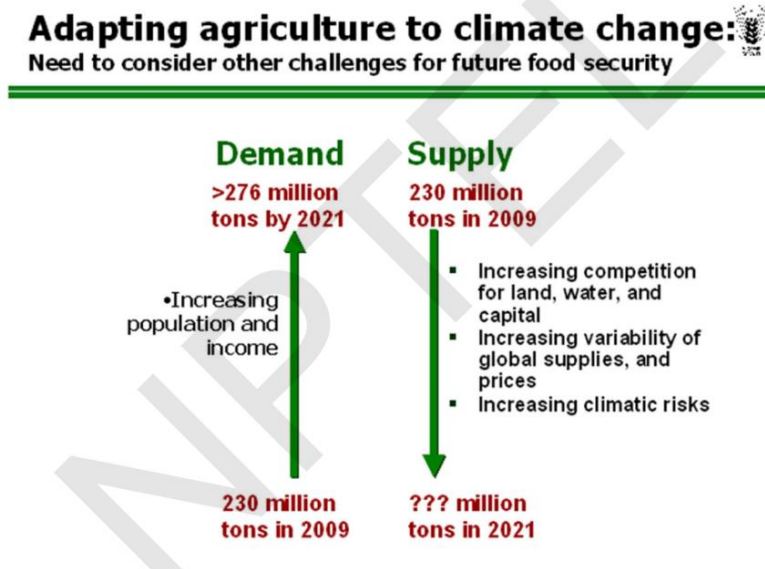 Adapting agriculture to climate change:
Need to consider other challenges for future food security
Demand
>276 million
tons by 2021
•Increasing
population and
income
230 million
tons in 2009
Supply
230 million
tons in 2009
▪ Increasing competition
for land, water, and
capital
▪ Increasing variability of
global supplies, and
prices
▪ Increasing climatic risks
??? million
tons in 2021
NPTEL